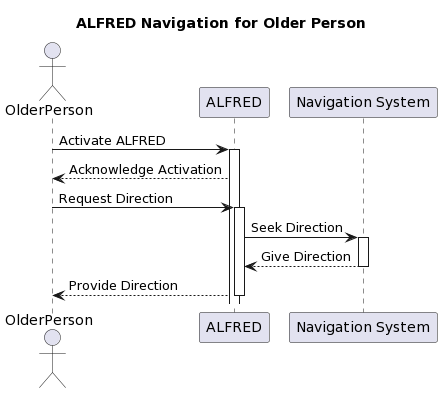 ALFRED Navigation for Older Person
OlderPerson
ALFRED
Navigation System
Activate ALFRED
Acknowledge Activation
Request Direction
Seek Direction
Give Direction
Provide Direction
OlderPerson
ALFRED
Navigation System